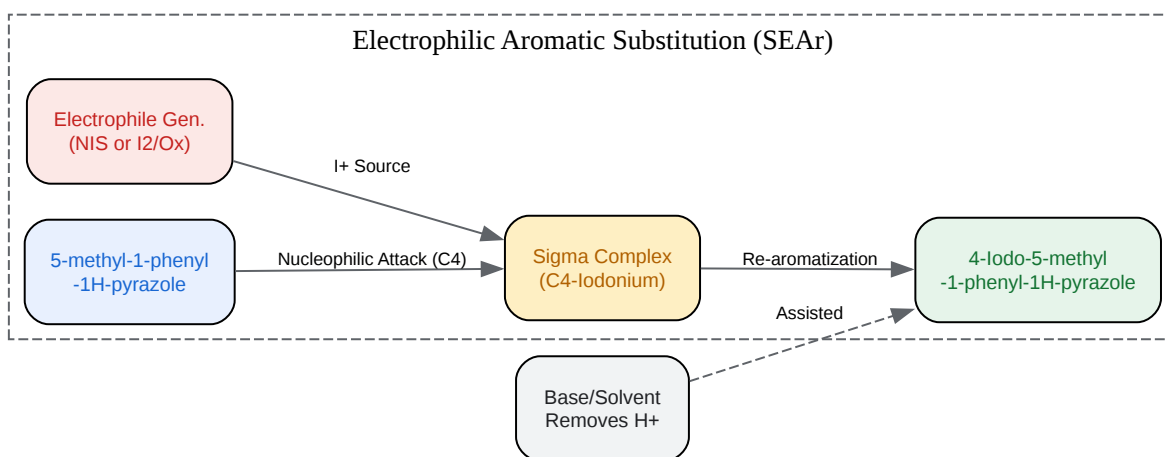 Electrophilic Aromatic Substitution (SEAr)
Electrophile Gen.
(NIS or I2/Ox)
I+ Source
5-methyl-1-phenyl
-1H-pyrazole
Nucleophilic Attack (C4)
Sigma Complex
(C4-Iodonium)
Re-aromatization
4-Iodo-5-methyl
-1-phenyl-1H-pyrazole
Assisted
Base/Solvent
Removes H+